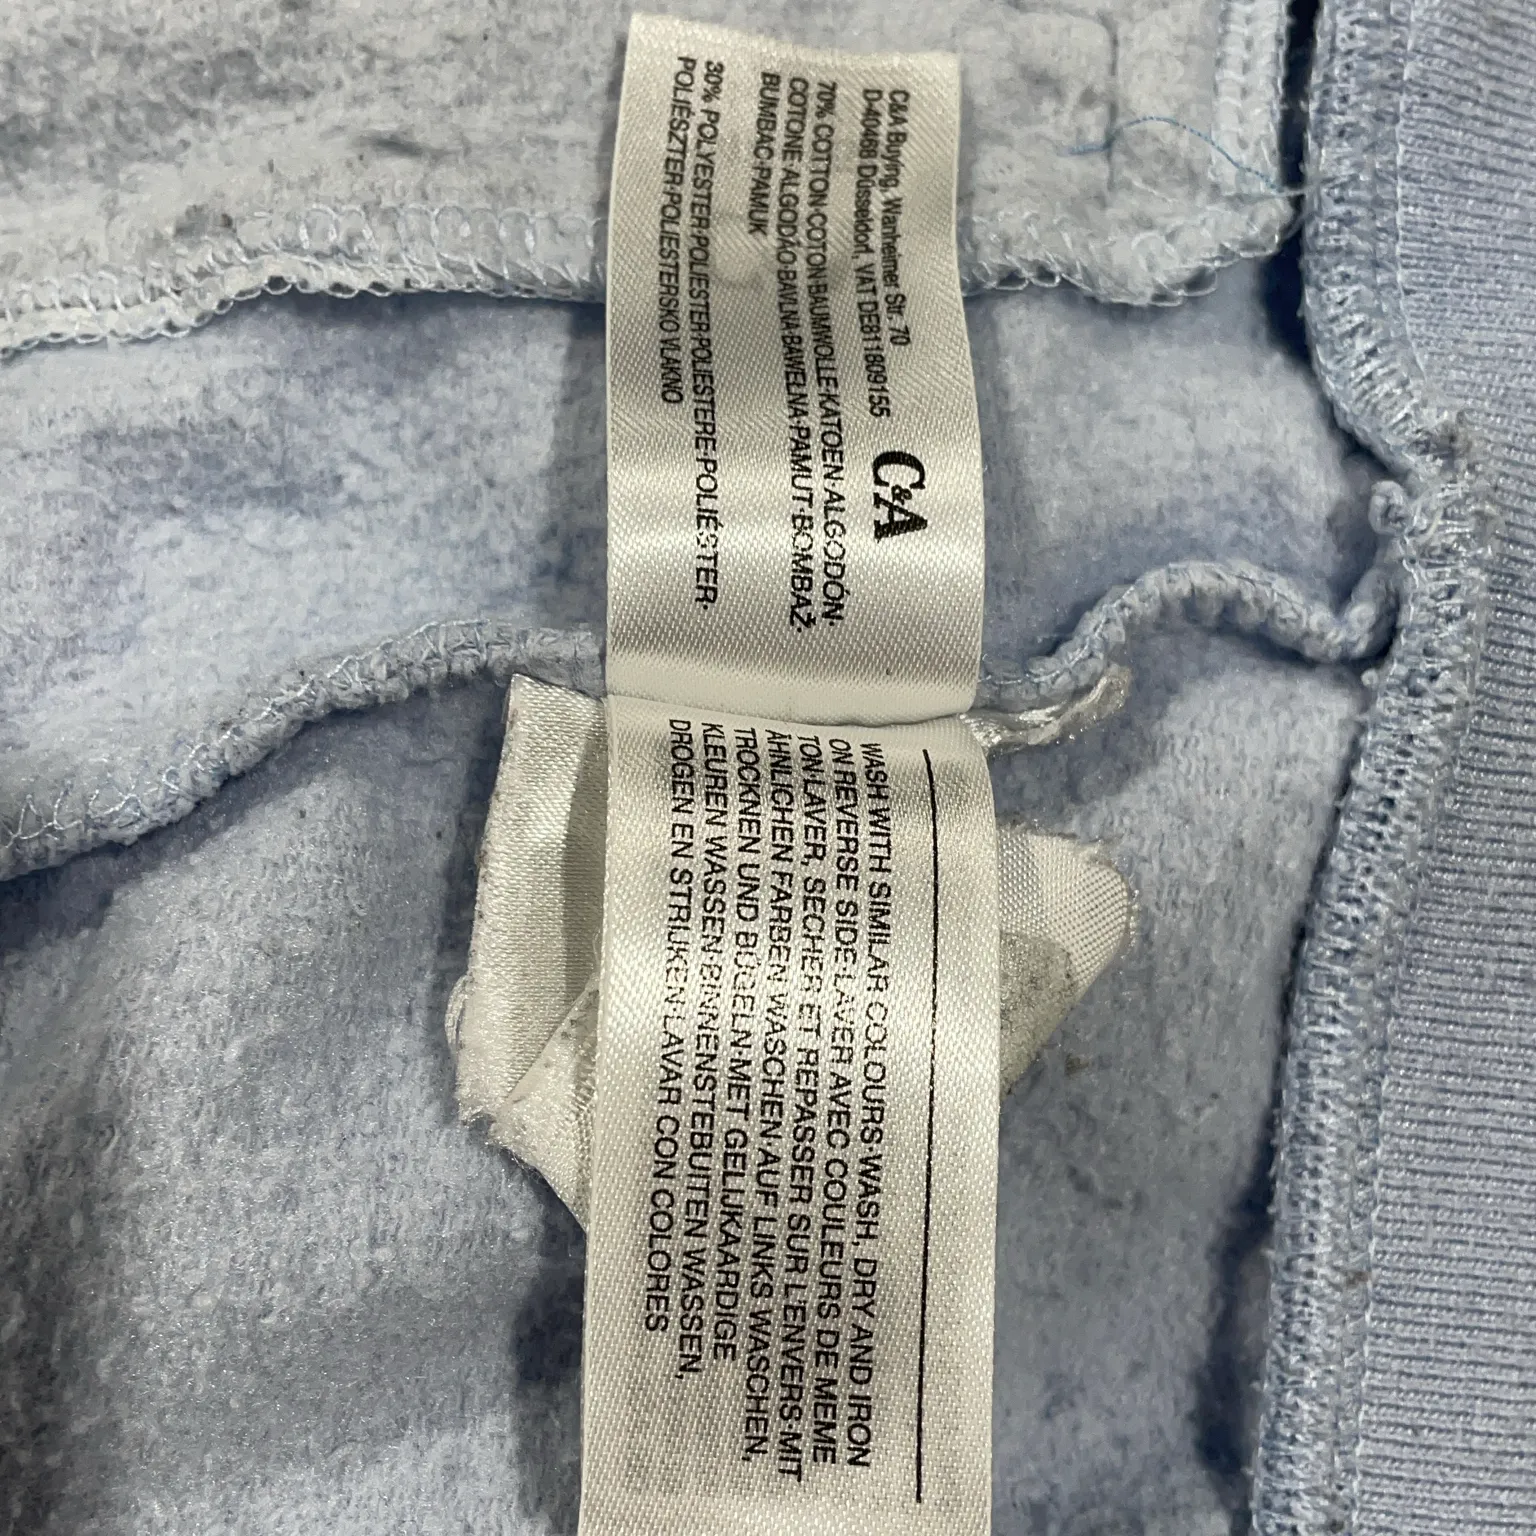 C&A Buying, Wanheimer Str. 70
D-40468 Düsseldorf, VAT DE811809155
C&A
70% COTTON·COTON·BAUMWOLLE·KATOEN·ALGODÓN·
COTONE·ALGODÃO·BAVLNA·BAWEŁNA·PAMUT·BOMBAŽ·
BUMBAC·PAMUK
30% POLYESTER·POLIESTER·POLIESTERE·POLIÉSTER·
POLIÉSZTER·POLIESTERSKO VLAKNO
WASH WITH SIMILAR COLOURS·WASH, DRY AND IRON
ON REVERSE SIDE·LAVER AVEC COULEURS DE MEME
TON·LAVER, SECHER ET REPASSER SUR L'ENVERS·MIT
ÄHNLICHEN FARBEN WASCHEN·AUF LINKS WASCHEN,
TROCKNEN UND BÜGELN·MET GELIJKAARDIGE
KLEUREN WASSEN·BINNENSTEBUITEN WASSEN,
DROGEN EN STRIJKEN·LAVAR CON COLORES